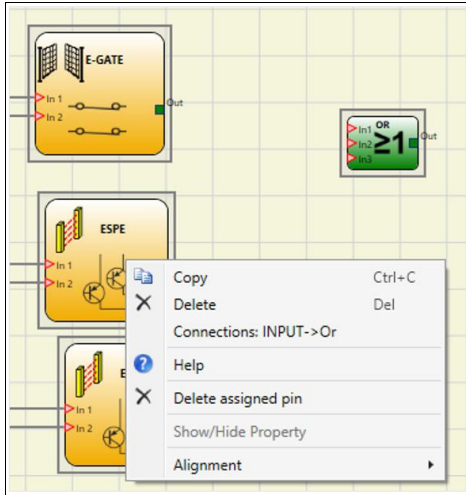 E-GATE
In 1
Out
In 2
OR
In1
≥1
Out
In2
In3
ESPE
In 1
In 2
Copy Ctrl+C
Delete Del
Connections: INPUT->Or
Help
Delete assigned pin
Show/Hide Property
Alignment
E
In 1
In 2